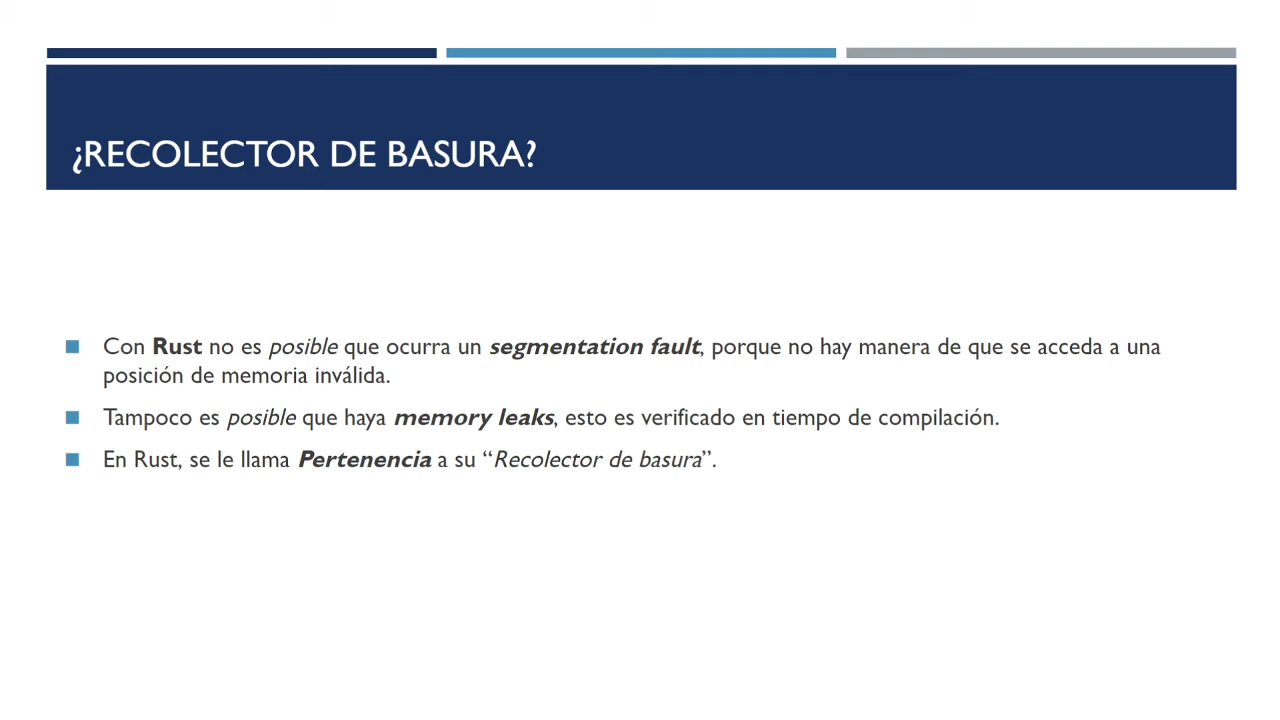 ¿RECOLECTOR DE BASURA?
Con Rust no es posible que ocurra un segmentation fault, porque no hay manera de que se acceda a una
posición de memoria inválida.
Tampoco es posible que haya memory leaks, esto es verificado en tiempo de compilación.
En Rust, se le llama Pertenencia a su “Recolector de basura”.